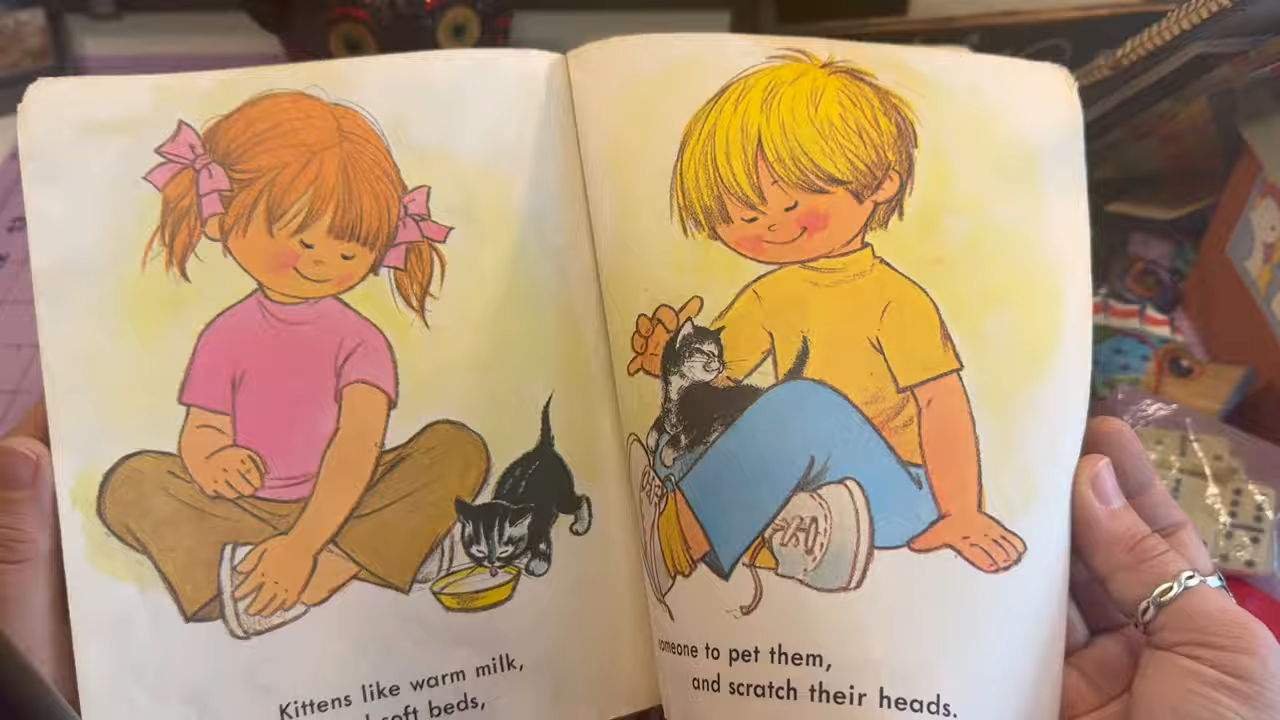 Kittens like warm milk,
soft beds,
someone to pet them,
and scratch their heads.